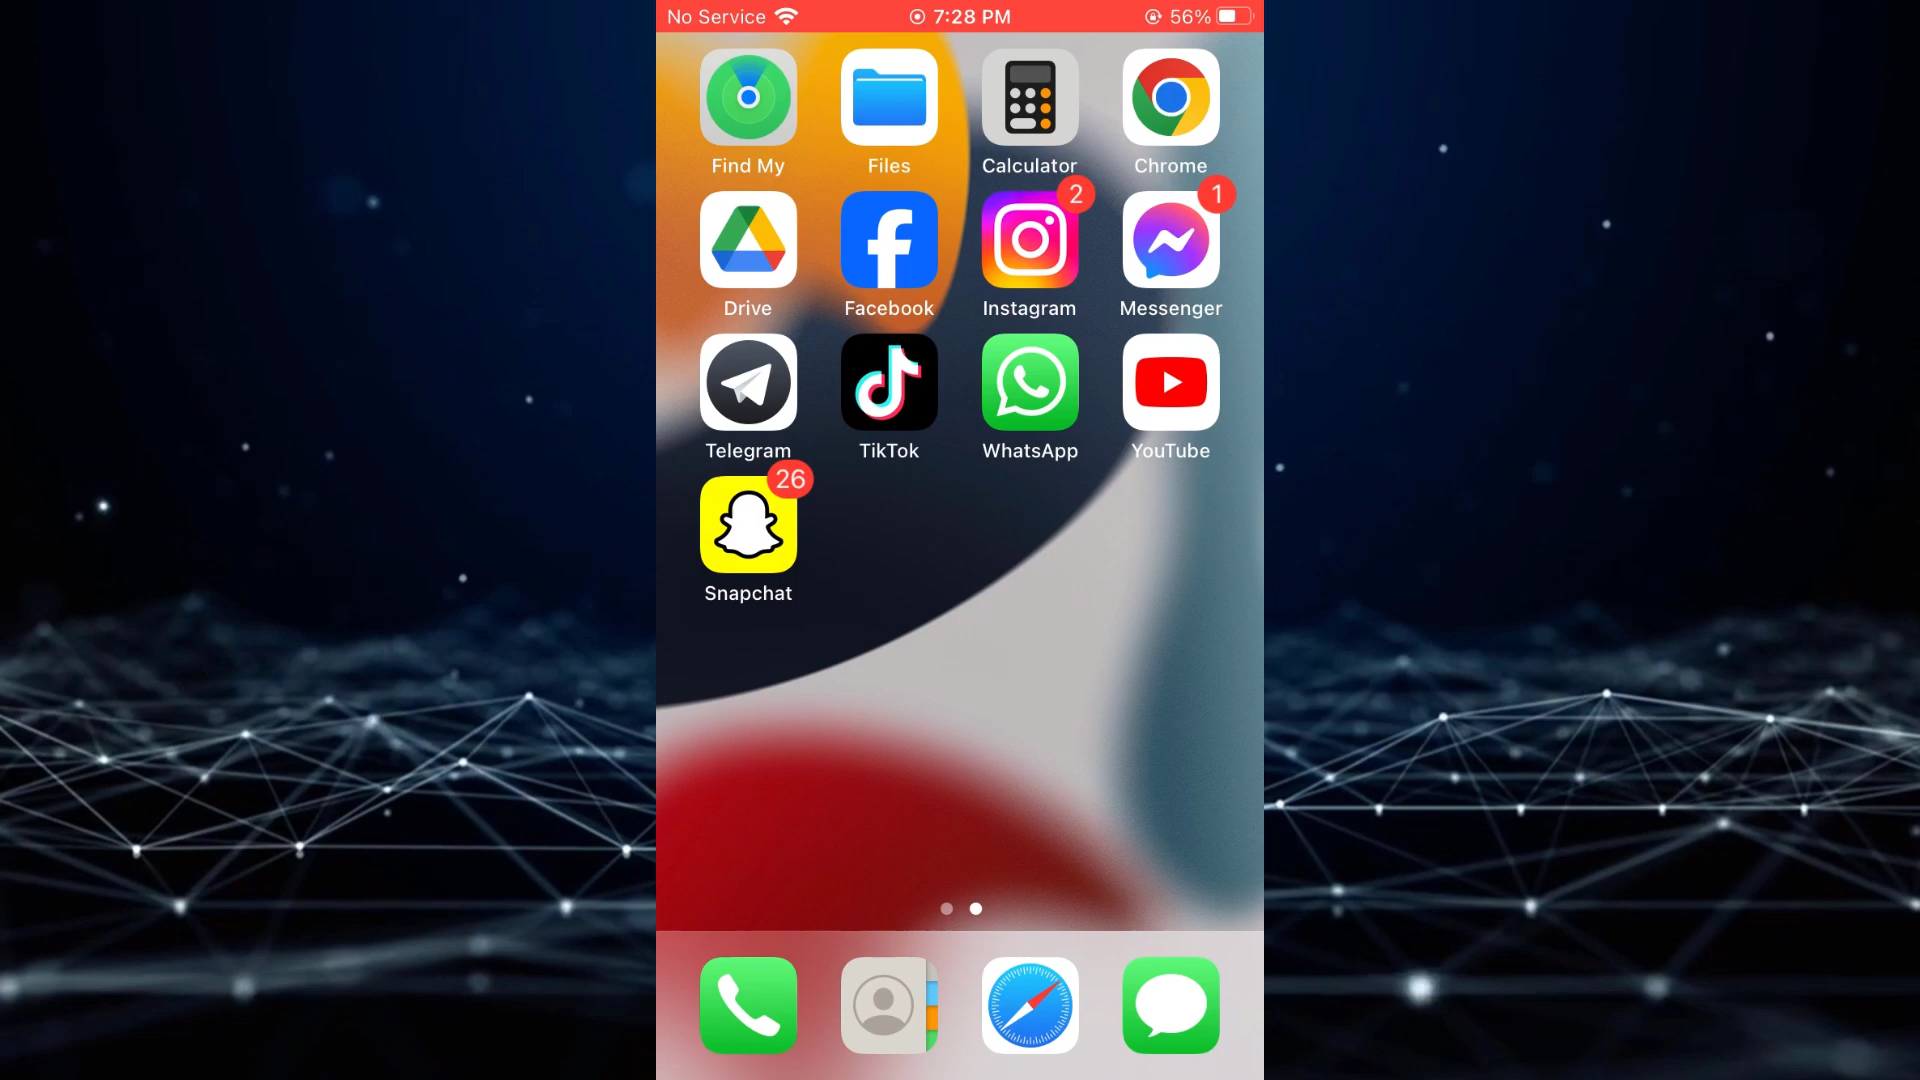 No Service 7:28 PM 56%
Find My Files Calculator Chrome
2 1
Drive Facebook Instagram Messenger
Telegram TikTok WhatsApp YouTube
26
Snapchat